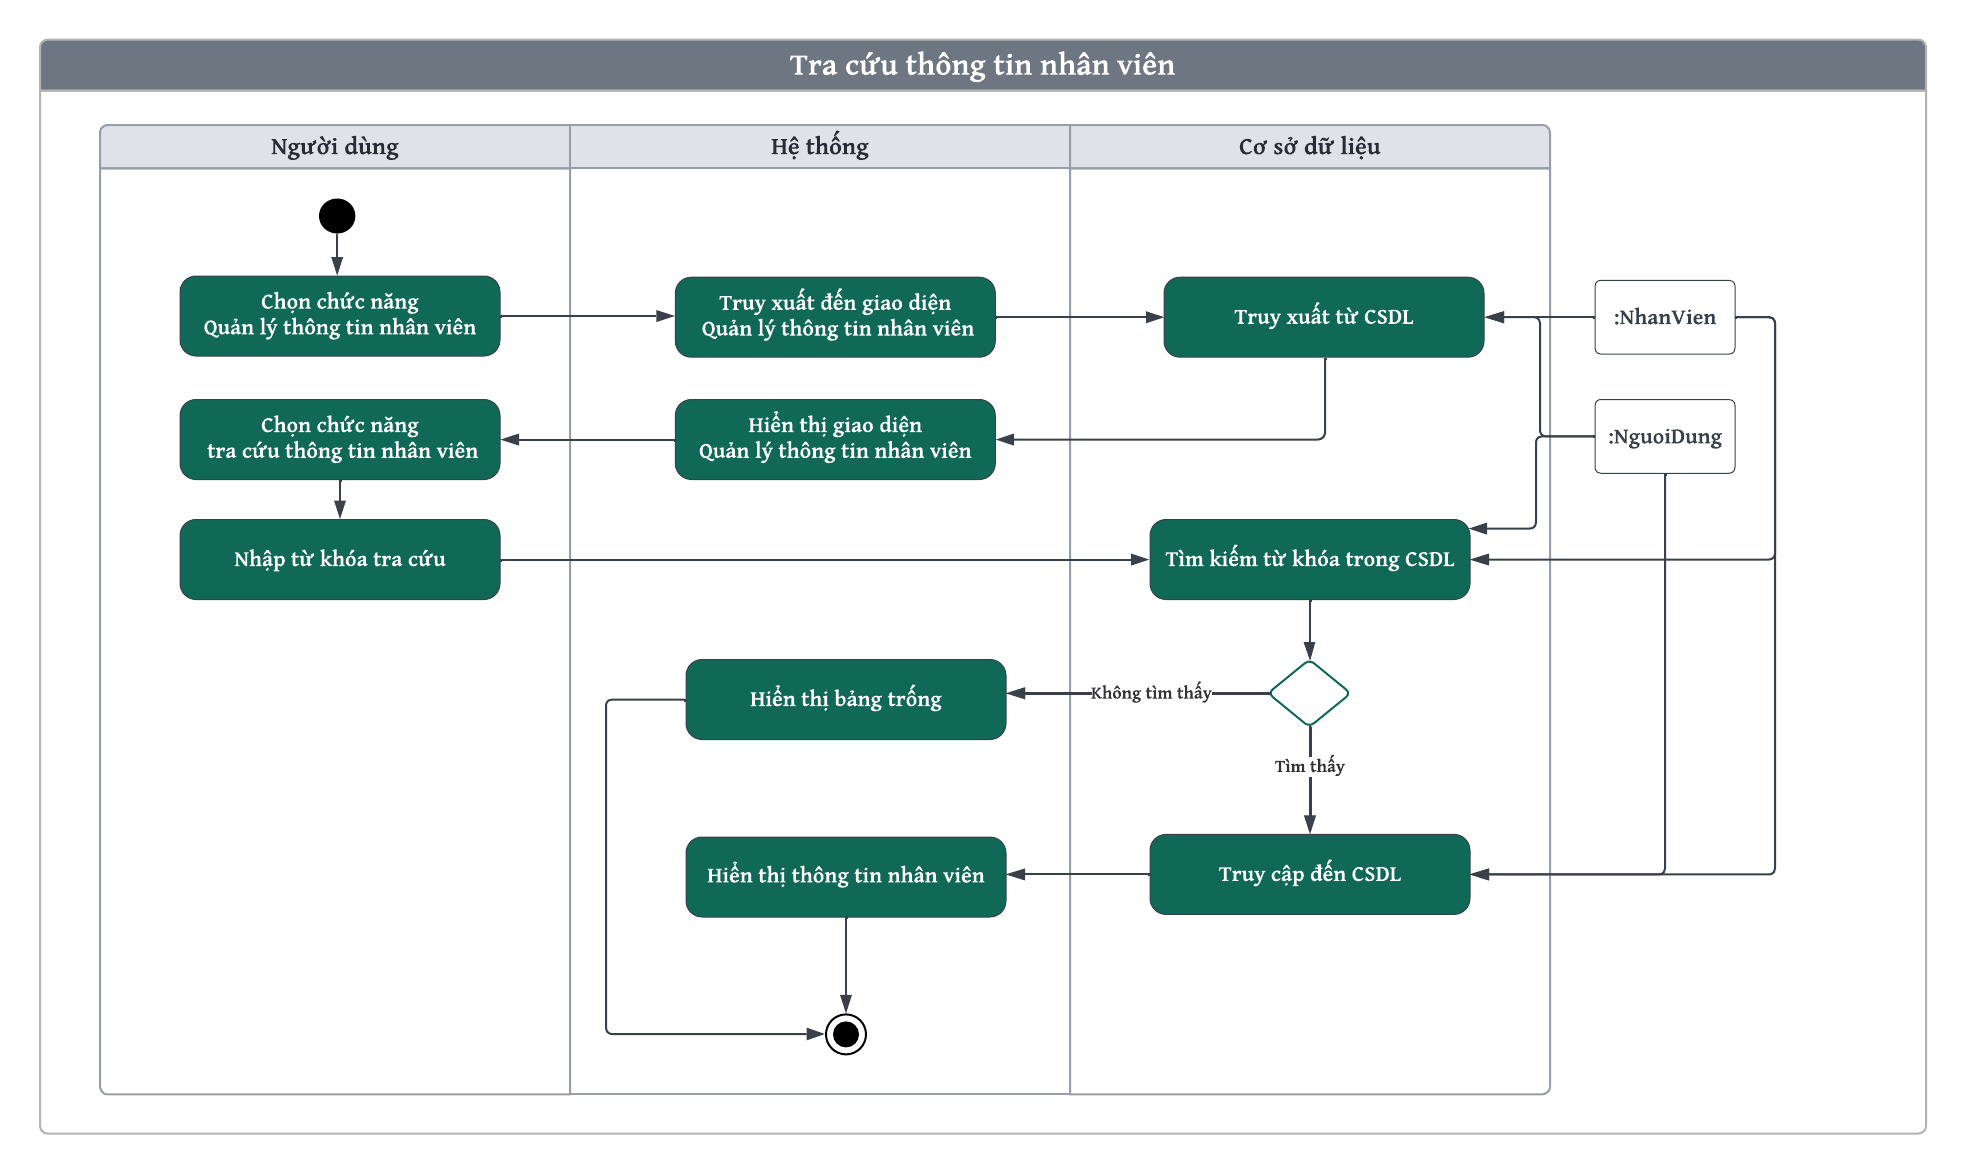 Tra cứu thông tin nhân viên
Người dùng
Hệ thống
Cơ sở dữ liệu
Chọn chức năng
Quản lý thông tin nhân viên
Truy xuất đến giao diện
Quản lý thông tin nhân viên
Truy xuất từ CSDL
:NhanVien
Chọn chức năng
tra cứu thông tin nhân viên
Hiển thị giao diện
Quản lý thông tin nhân viên
:NguoiDung
Nhập từ khóa tra cứu
Tìm kiếm từ khóa trong CSDL
Hiển thị bảng trống
Không tìm thấy
Tìm thấy
Hiển thị thông tin nhân viên
Truy cập đến CSDL